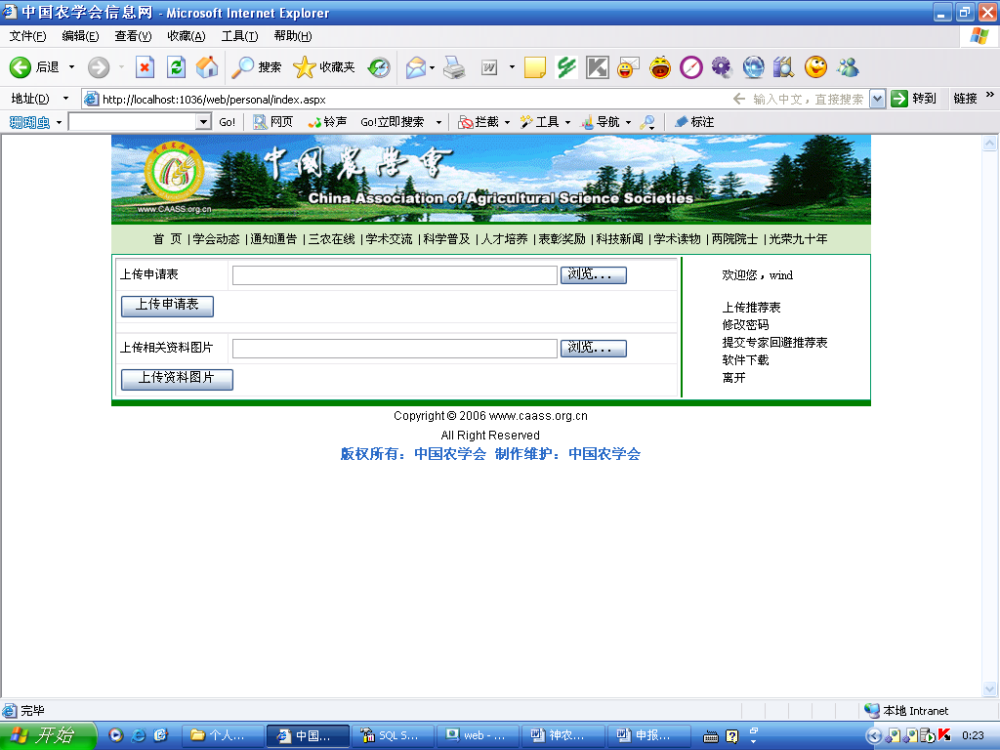 中国农学会信息网 - Microsoft Internet Explorer
文件(F) 编辑(E) 查看(V) 收藏(A) 工具(T) 帮助(H)
后退 搜索 收藏夹
地址(D) http://localhost:1036/web/personal/index.aspx 输入中文，直接搜索 转到 链接 »
珊瑚虫 Go! 网页 铃声 Go!立即搜索 拦截 工具 导航 标注
中國農學會
China Association of Agricultural Science Societies
www.CAASS.org.cn
首 页 | 学会动态 | 通知通告 | 三农在线 | 学术交流 | 科学普及 | 人才培养 | 表彰奖励 | 科技新闻 | 学术读物 | 两院院士 | 光荣九十年
上传申请表 浏览...
上传申请表
上传相关资料图片 浏览...
上传资料图片
欢迎您，wind
上传推荐表
修改密码
提交专家回避推荐表
软件下载
离开
Copyright © 2006 www.caass.org.cn
All Right Reserved
版权所有：中国农学会 制作维护：中国农学会
完毕 本地 Intranet
开始 个人... 中国... SQL S... web - ... 神农... 申报... 0:23